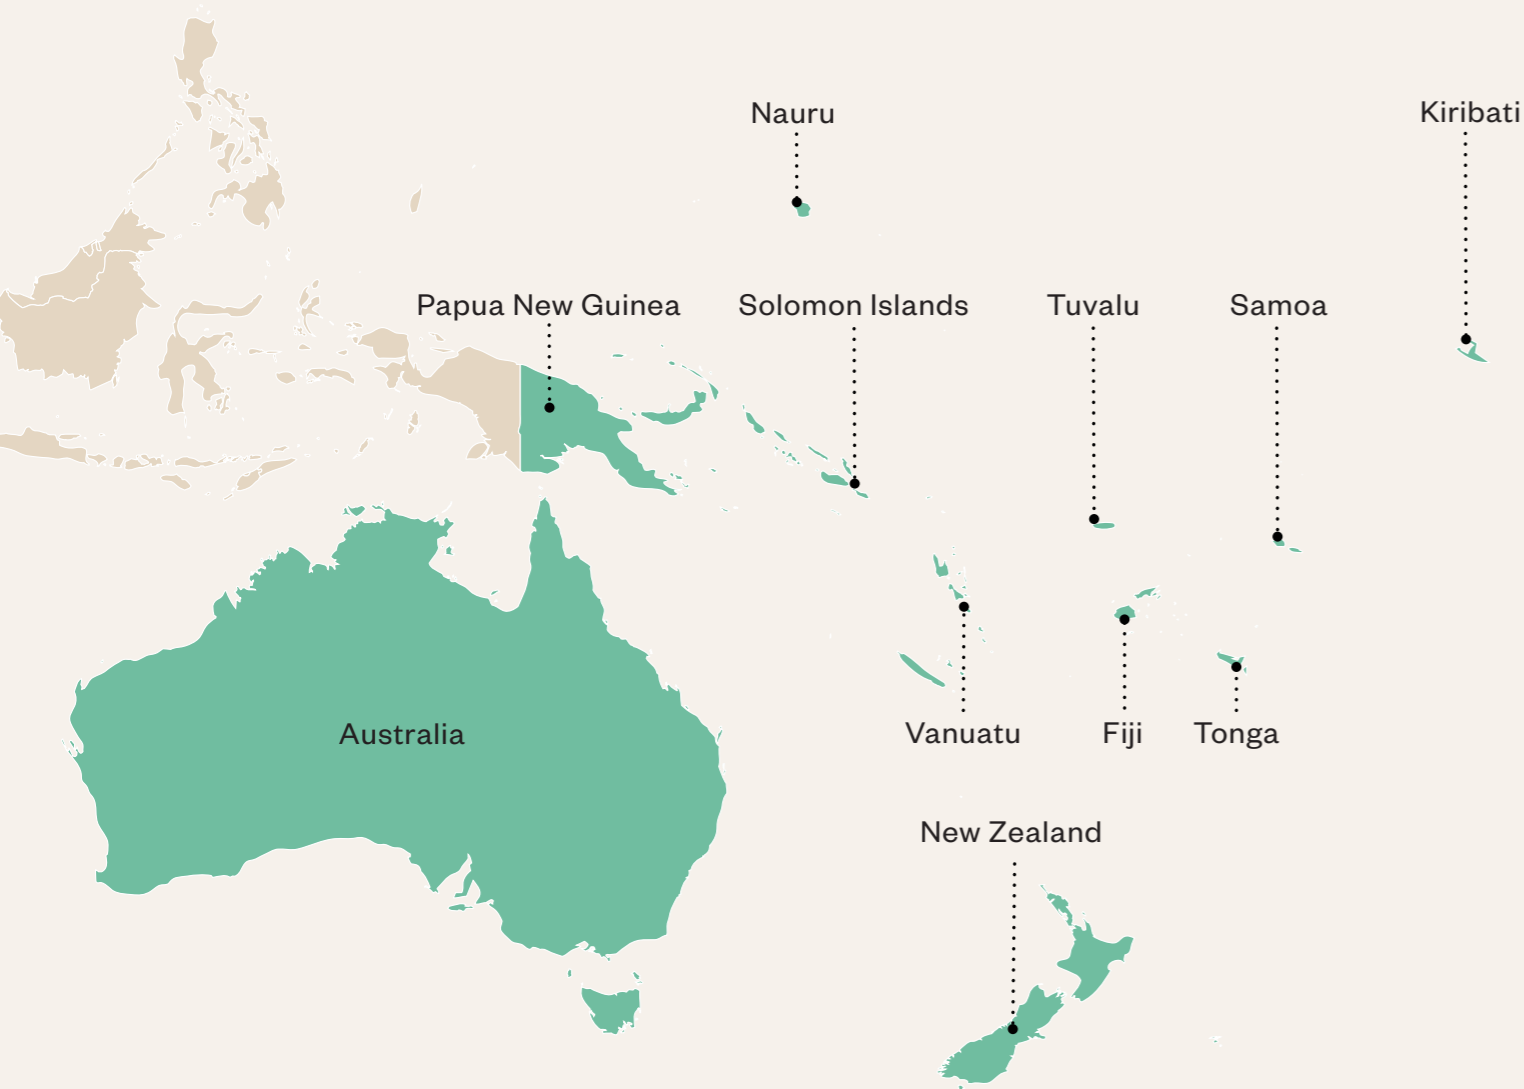 Nauru
Kiribati
Papua New Guinea
Solomon Islands
Tuvalu
Samoa
Australia
Vanuatu
Fiji
Tonga
New Zealand